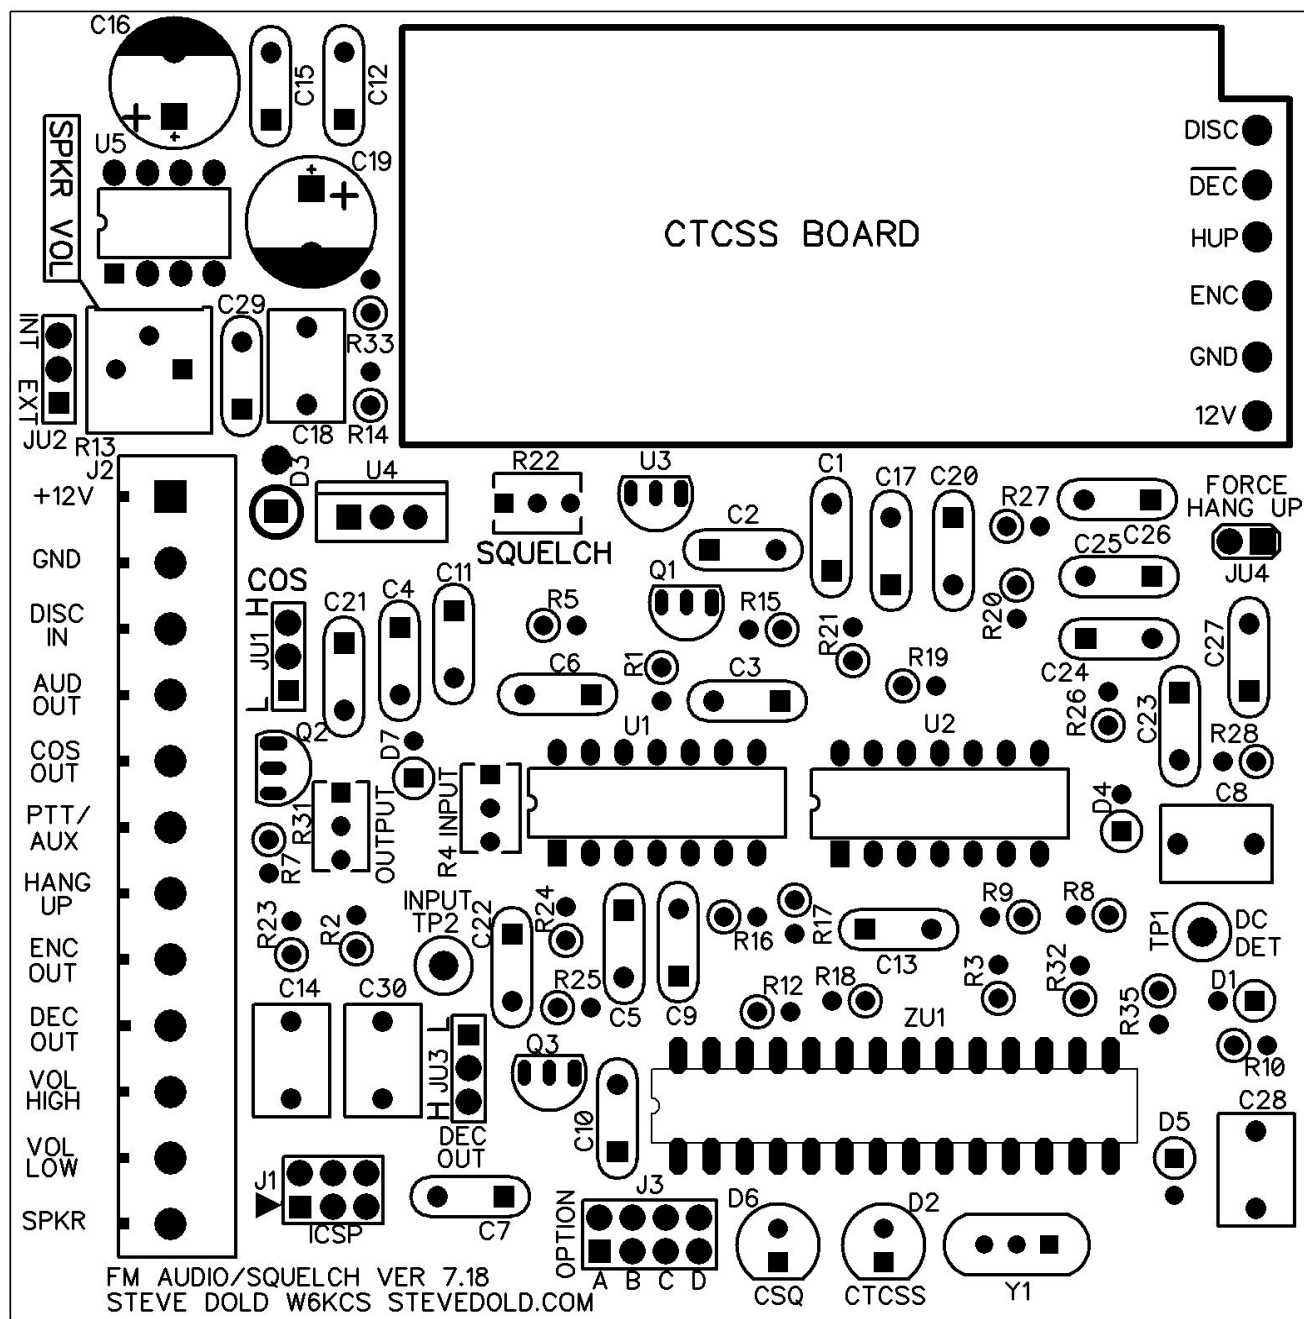 C16
C15
C12
SPKR VOL
U5
C19
CTCSS BOARD
DISC
DEC
HUP
ENC
GND
12V
INT
EXT
JU2
R13
C29
C18
R33
R14
J2
+12V
GND
DISC
IN
AUD
OUT
COS
OUT
PTT/
AUX
HANG
UP
ENC
OUT
DEC
OUT
VOL
HIGH
VOL
LOW
SPKR
D3
U4
R22
SQUELCH
U3
C1
C17
C20
R27
C26
FORCE
HANG UP
JU4
C2
C25
COS
H
JU1
L
C21
C4
C11
R5
Q1
R15
R21
R20
R19
C24
C27
C6
R1
C3
R26
C23
R28
Q2
D7
U1
U2
R31
OUTPUT
R4 INPUT
D4
C8
R7
R23
R2
INPUT
TP2
C22
R24
R25
C5
C9
R16
R17
C13
R9
R8
TP1
DC
DET
R3
R32
R35
D1
R10
R12
R18
ZU1
C14
C30
L
JU3
H
DEC
OUT
Q3
C10
C28
D5
J1
ICSP
C7
J3
OPTION
A B C D
D6
CSQ
D2
CTCSS
Y1
FM AUDIO/SQUELCH VER 7.18
STEVE DOLD W6KCS STEVEDOLD.COM